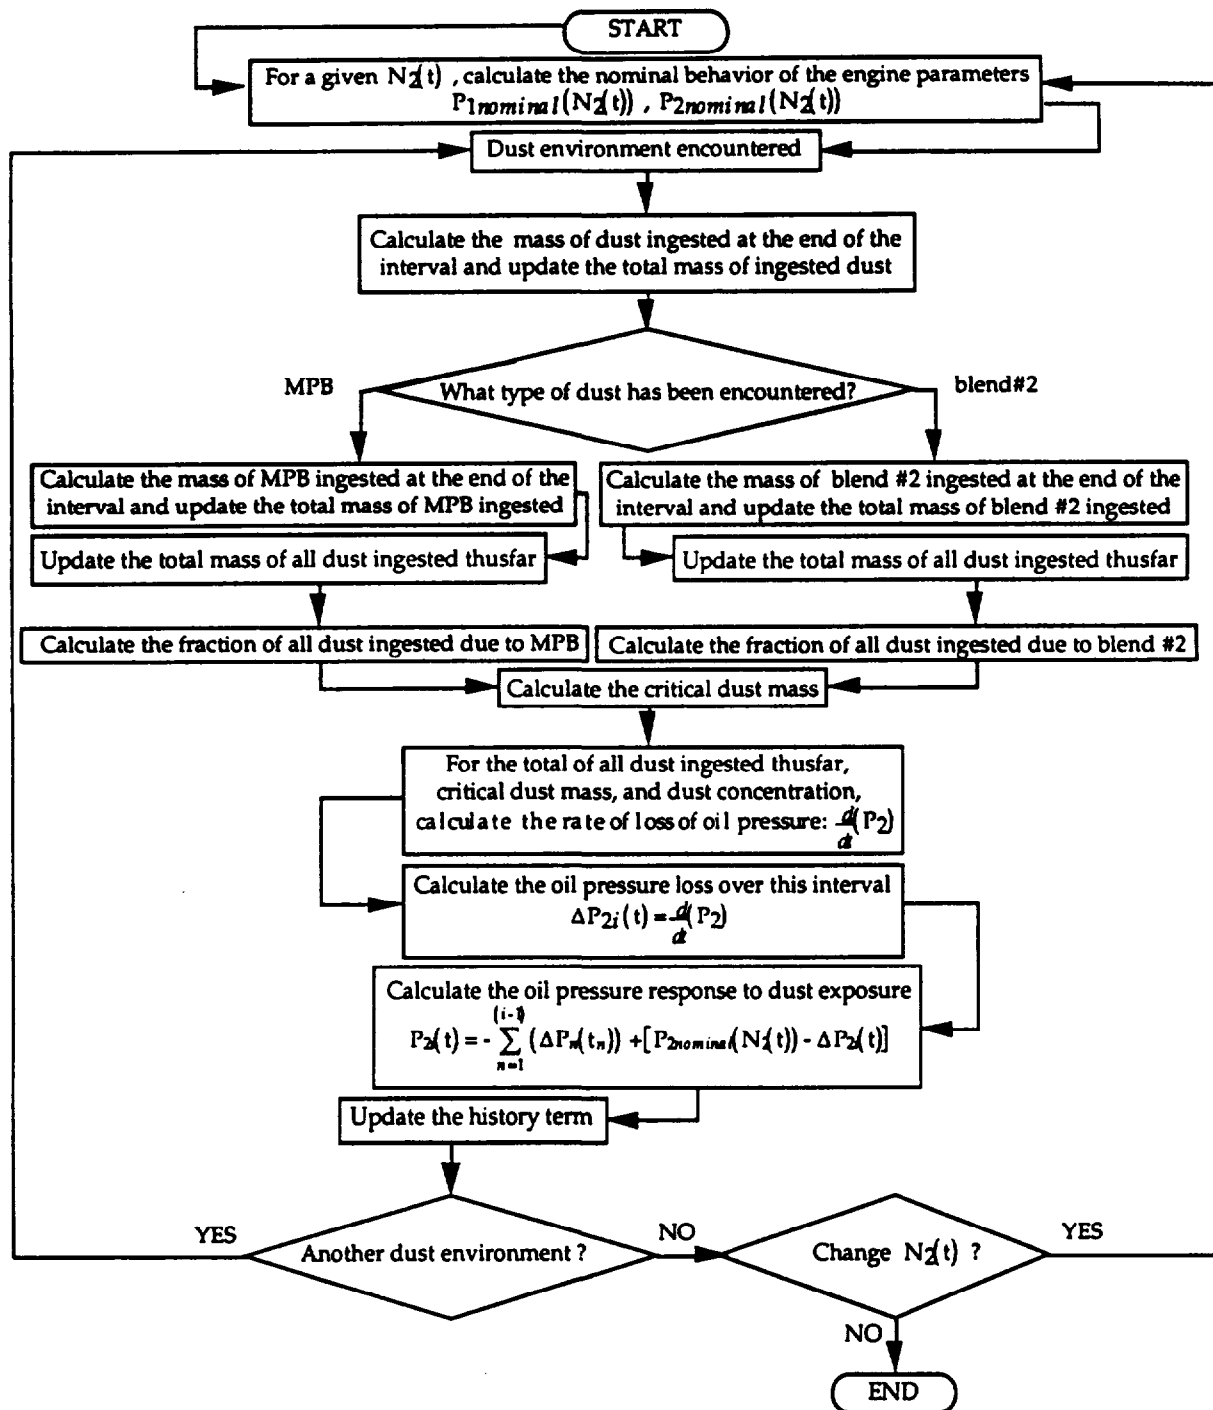 START
For a given N2(t) , calculate the nominal behavior of the engine parameters
P1nominal(N2(t)) , P2nominal(N2(t))
Dust environment encountered
Calculate the mass of dust ingested at the end of the
interval and update the total mass of ingested dust
What type of dust has been encountered?
MPB
blend#2
Calculate the mass of MPB ingested at the end of the
interval and update the total mass of MPB ingested
Calculate the mass of blend #2 ingested at the end of the
interval and update the total mass of blend #2 ingested
Update the total mass of all dust ingested thusfar
Update the total mass of all dust ingested thusfar
Calculate the fraction of all dust ingested due to MPB
Calculate the fraction of all dust ingested due to blend #2
Calculate the critical dust mass
For the total of all dust ingested thusfar,
critical dust mass, and dust concentration,
calculate the rate of loss of oil pressure: d/dt(P2)
Calculate the oil pressure loss over this interval
ΔP2i(t) = d/dt(P2)
Calculate the oil pressure response to dust exposure
P2i(t) = - Σ n=1 (i-1) (ΔPn(tn)) + [P2nominal(N2(t)) - ΔP2i(t)]
Update the history term
YES
Another dust environment ?
NO
Change N2(t) ?
YES
NO
END